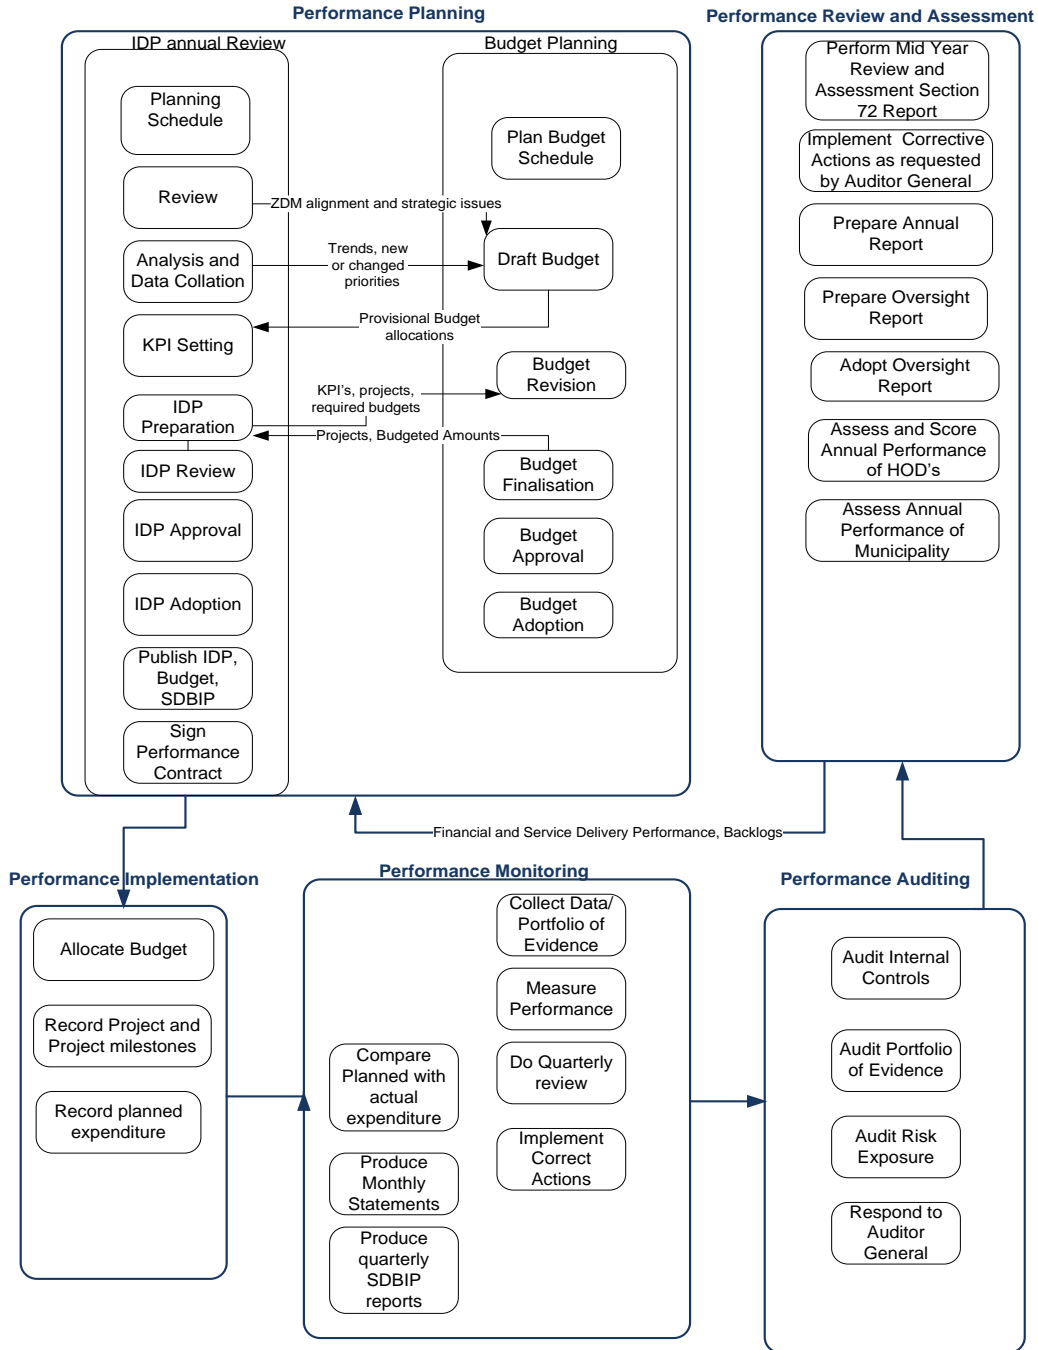 Performance Planning
IDP annual Review
Planning
Schedule
Review
Analysis and
Data Collation
KPI Setting
IDP
Preparation
IDP Review
IDP Approval
IDP Adoption
Publish IDP,
Budget,
SDBIP
Sign
Performance
Contract
ZDM alignment and strategic issues
Trends, new
or changed
priorities
Provisional Budget
allocations
KPI's, projects,
required budgets
Projects, Budgeted Amounts
Budget Planning
Plan Budget
Schedule
Draft Budget
Budget
Revision
Budget
Finalisation
Budget
Approval
Budget
Adoption
Performance Review and Assessment
Perform Mid Year
Review and
Assessment Section
72 Report
Implement Corrective
Actions as requested
by Auditor General
Prepare Annual
Report
Prepare Oversight
Report
Adopt Oversight
Report
Assess and Score
Annual Performance
of HOD's
Assess Annual
Performance of
Municipality
Financial and Service Delivery Performance, Backlogs
Performance Implementation
Allocate Budget
Record Project and
Project milestones
Record planned
expenditure
Performance Monitoring
Compare
Planned with
actual
expenditure
Produce
Monthly
Statements
Produce
quarterly
SDBIP
reports
Collect Data/
Portfolio of
Evidence
Measure
Performance
Do Quarterly
review
Implement
Correct
Actions
Performance Auditing
Audit Internal
Controls
Audit Portfolio
of Evidence
Audit Risk
Exposure
Respond to
Auditor
General